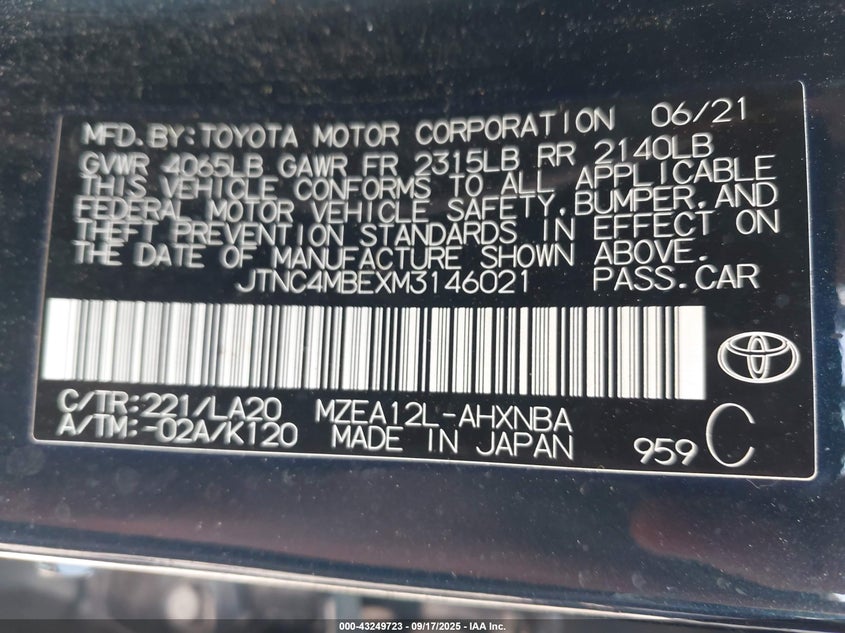 MFD.BY:TOYOTA MOTOR CORPORATION 06/21
GVWR 4065LB GAWR FR 2315LB RR 2140LB
THIS VEHICLE CONFORMS TO ALL APPLICABLE
FEDERAL MOTOR VEHICLE SAFETY,BUMPER,AND
THEFT PREVENTION STANDARDS IN EFFECT ON
THE DATE OF MANUFACTURE SHOWN ABOVE.
JTNC4MBEXM3146021 PASS.CAR
C/TR:221/LA20 MZEA12L-AHXNBA
A/TM:-02A/K120 MADE IN JAPAN 959 C
000-43249723 - 09/17/2025 - IAA Inc.